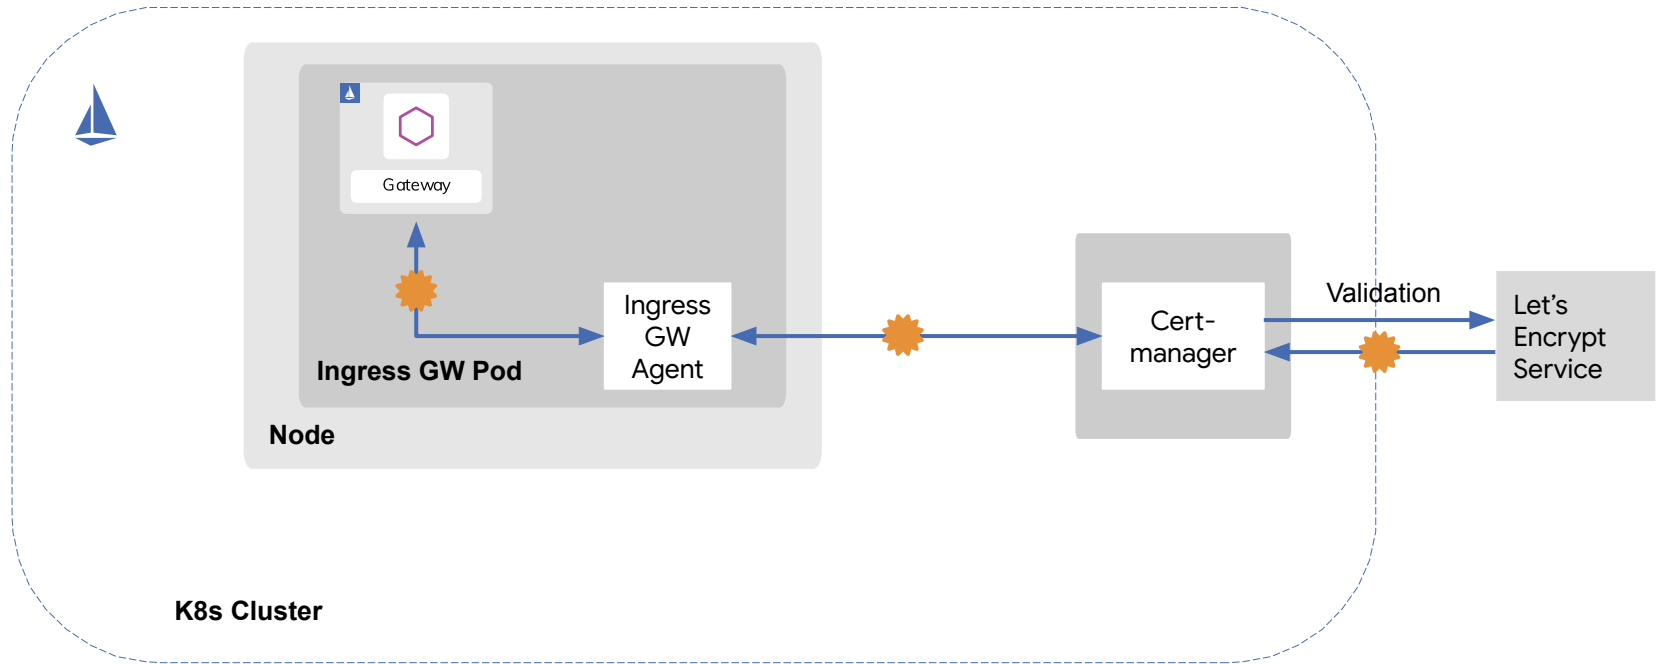 Gateway
Ingress
GW
Agent
Ingress GW Pod
Node
Cert-
manager
Validation
Let’s
Encrypt
Service
K8s Cluster